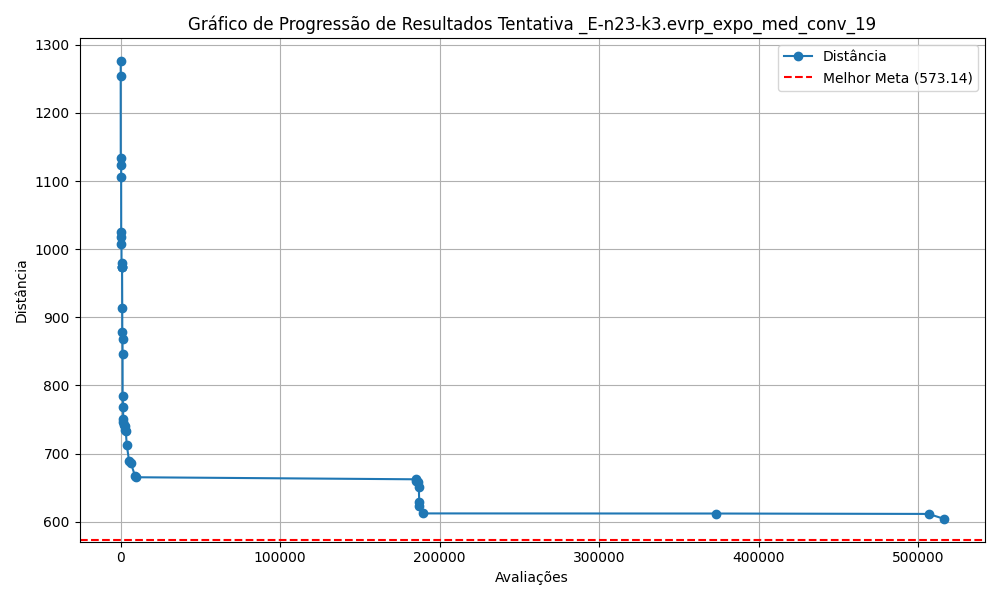 Gráfico de Progressão de Resultados Tentativa _E-n23-k3.evrp_expo_med_conv_19
Distância
Melhor Meta (573.14)
1300
1200
1100
1000
900
800
700
600
Distância
0
100000
200000
300000
400000
500000
Avaliações